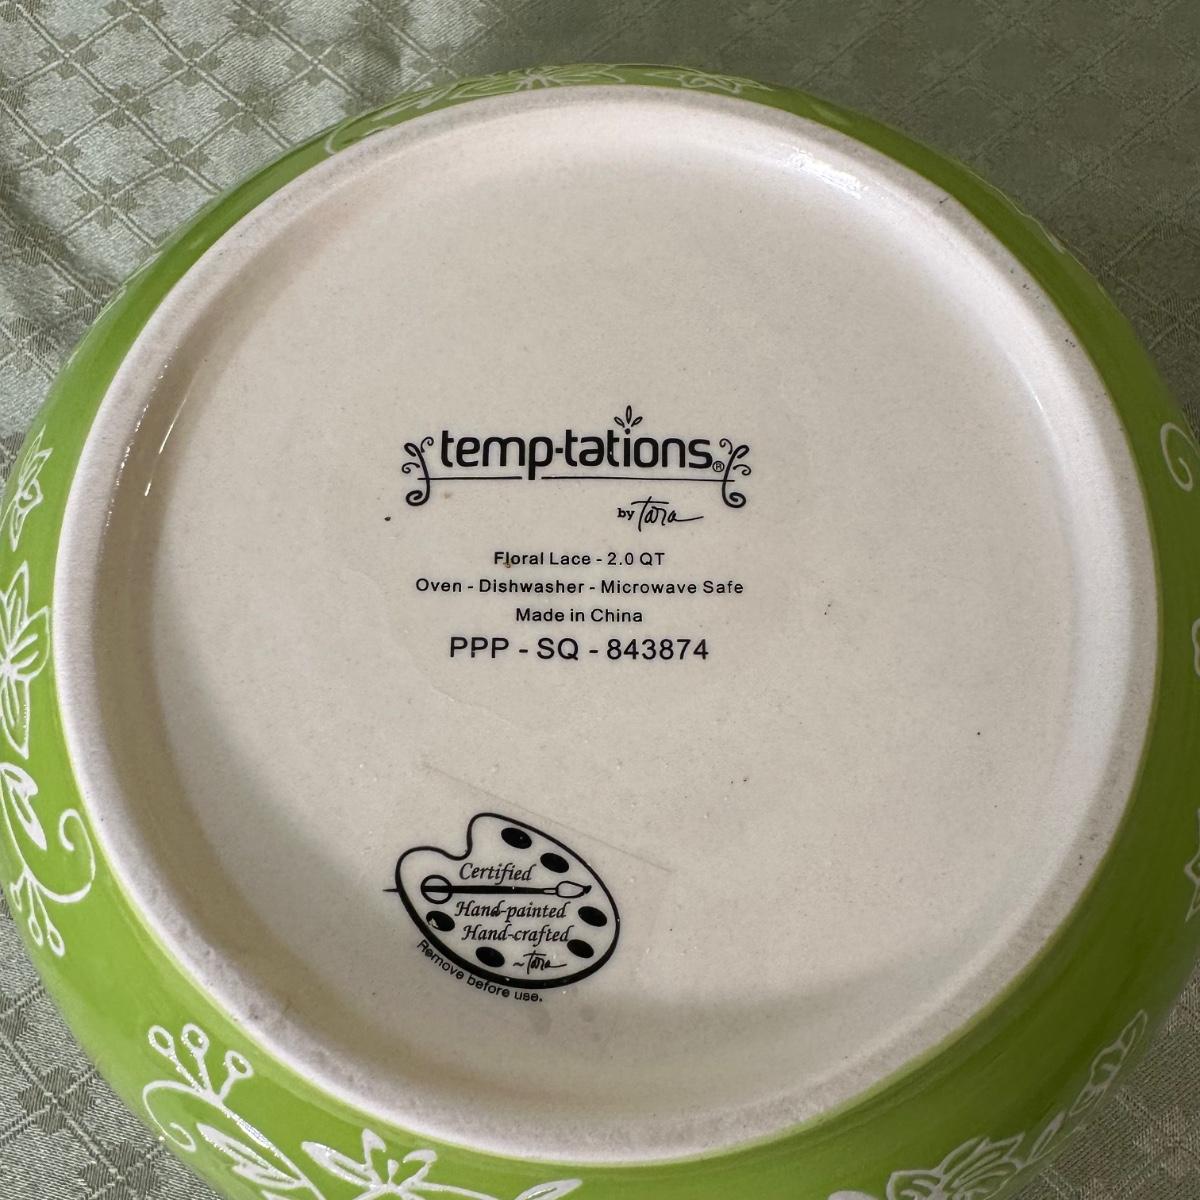 temp-tations®
by Tara
Floral Lace - 2.0 QT
Oven - Dishwasher - Microwave Safe
Made in China
PPP - SQ - 843874
Certified
Hand-painted
Hand-crafted
~Tara
Remove before use.